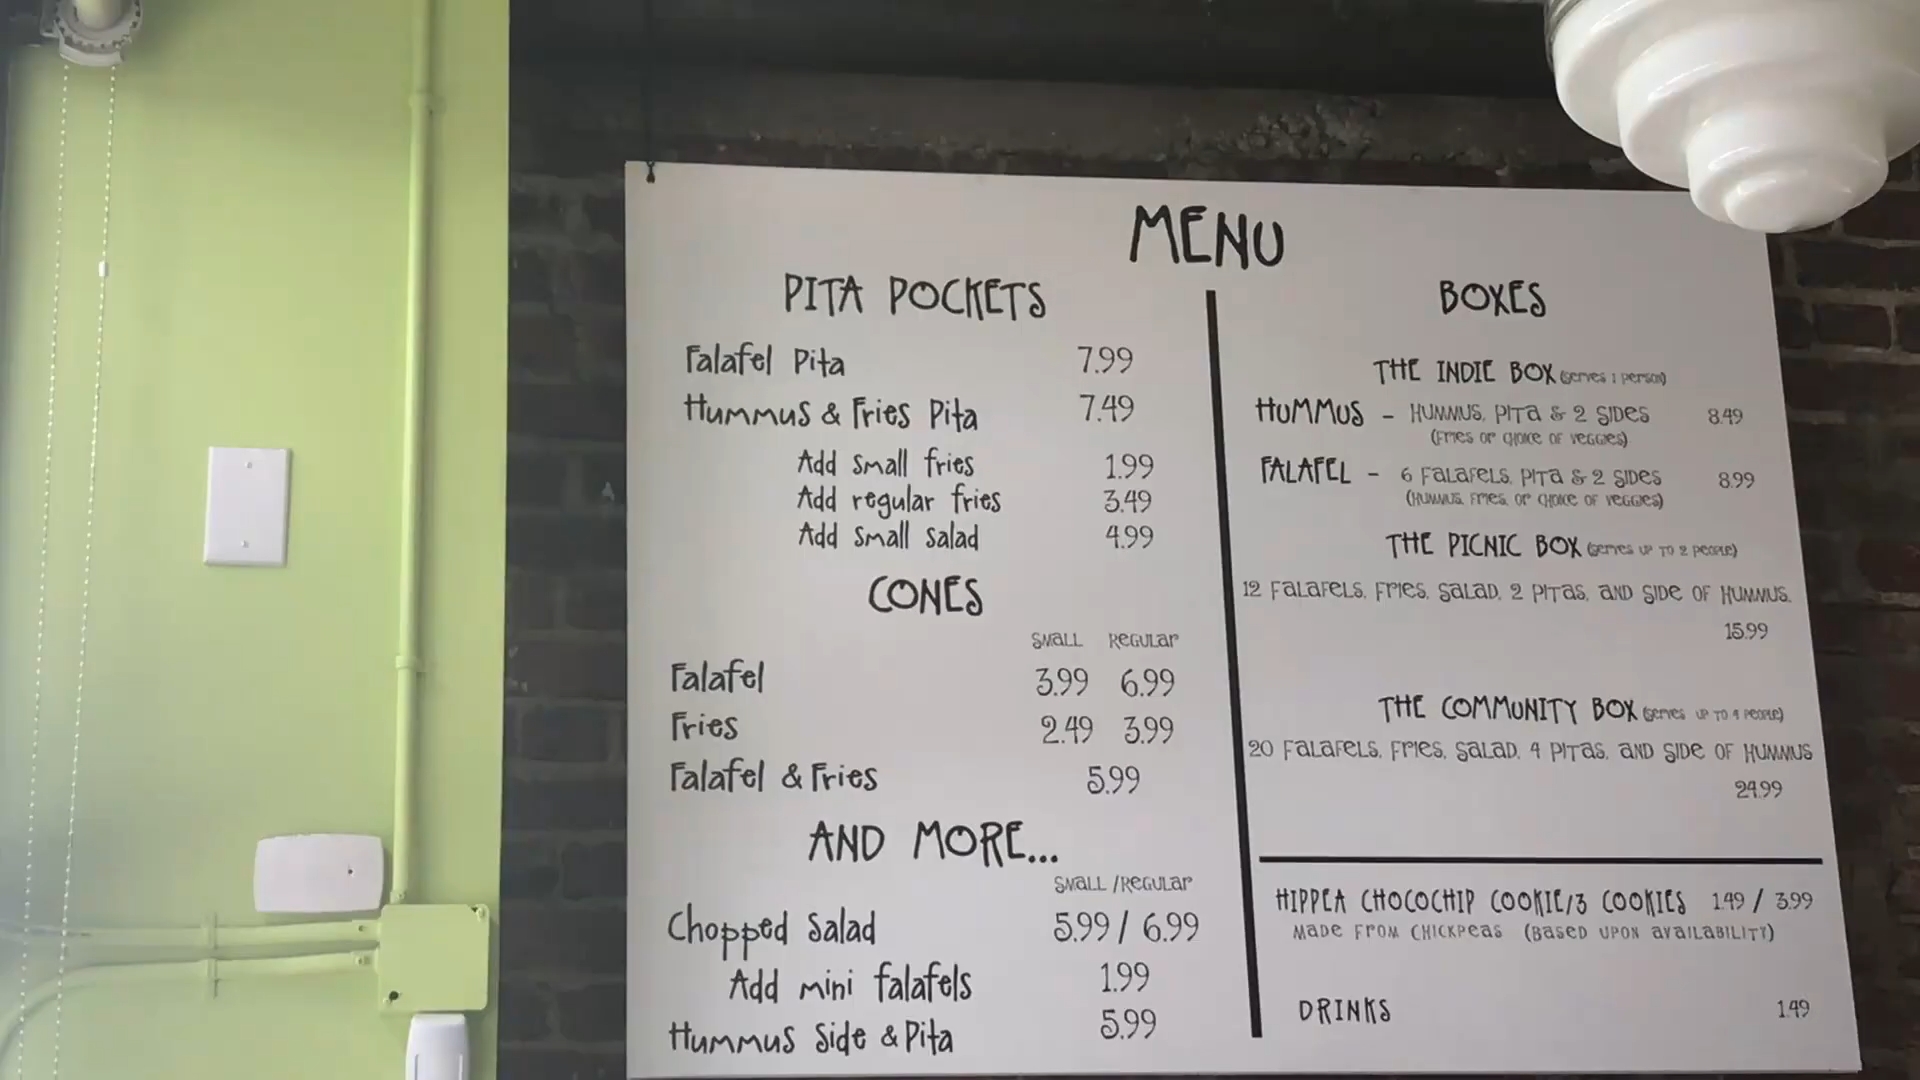 MENU
PITA POCKETS
Falafel Pita 7.99
Hummus & Fries Pita 7.49
Add small fries 1.99
Add regular fries 3.49
Add small salad 4.99
CONES
SMALL REGULAR
Falafel 3.99 6.99
Fries 2.49 3.99
Falafel & Fries 5.99
AND MORE...
SMALL/REGULAR
Chopped Salad 5.99 / 6.99
Add mini falafels 1.99
Hummus Side & Pita 5.99
BOXES
THE INDIE BOX (SERVES 1 PERSON)
HUMMUS - HUMMUS, PITA & 2 SIDES 8.49
(FRIES OR CHOICE OF VEGGIES)
FALAFEL - 6 FALAFELS, PITA & 2 SIDES 8.99
(HUMMUS, FRIES, OR CHOICE OF VEGGIES)
THE PICNIC BOX (SERVES UP TO 2 PEOPLE)
12 FALAFELS, FRIES, SALAD, 2 PITAS, AND SIDE OF HUMMUS.
15.99
THE COMMUNITY BOX (SERVES UP TO 4 PEOPLE)
20 FALAFELS, FRIES, SALAD, 4 PITAS, AND SIDE OF HUMMUS
24.99
HIPPEA CHOCOCHIP COOKIE/3 COOKIES 1.49 / 3.99
MADE FROM CHICKPEAS (BASED UPON AVAILABILITY)
DRINKS 1.49